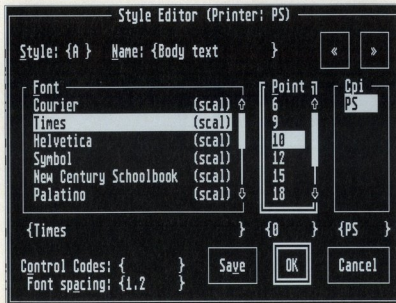 Style Editor (Printer: PS)
Style: {A } Name: {Body text } « »
Font Point Cpi
Courier (scal) 6 PS
Times (scal) 9
Helvetica (scal) 10
Symbol (scal) 12
New Century Schoolbook (scal) 15
Palatino (scal) 18
{Times } {0 } {PS }
Control Codes: { } Save OK Cancel
Font spacing: {1.2 }